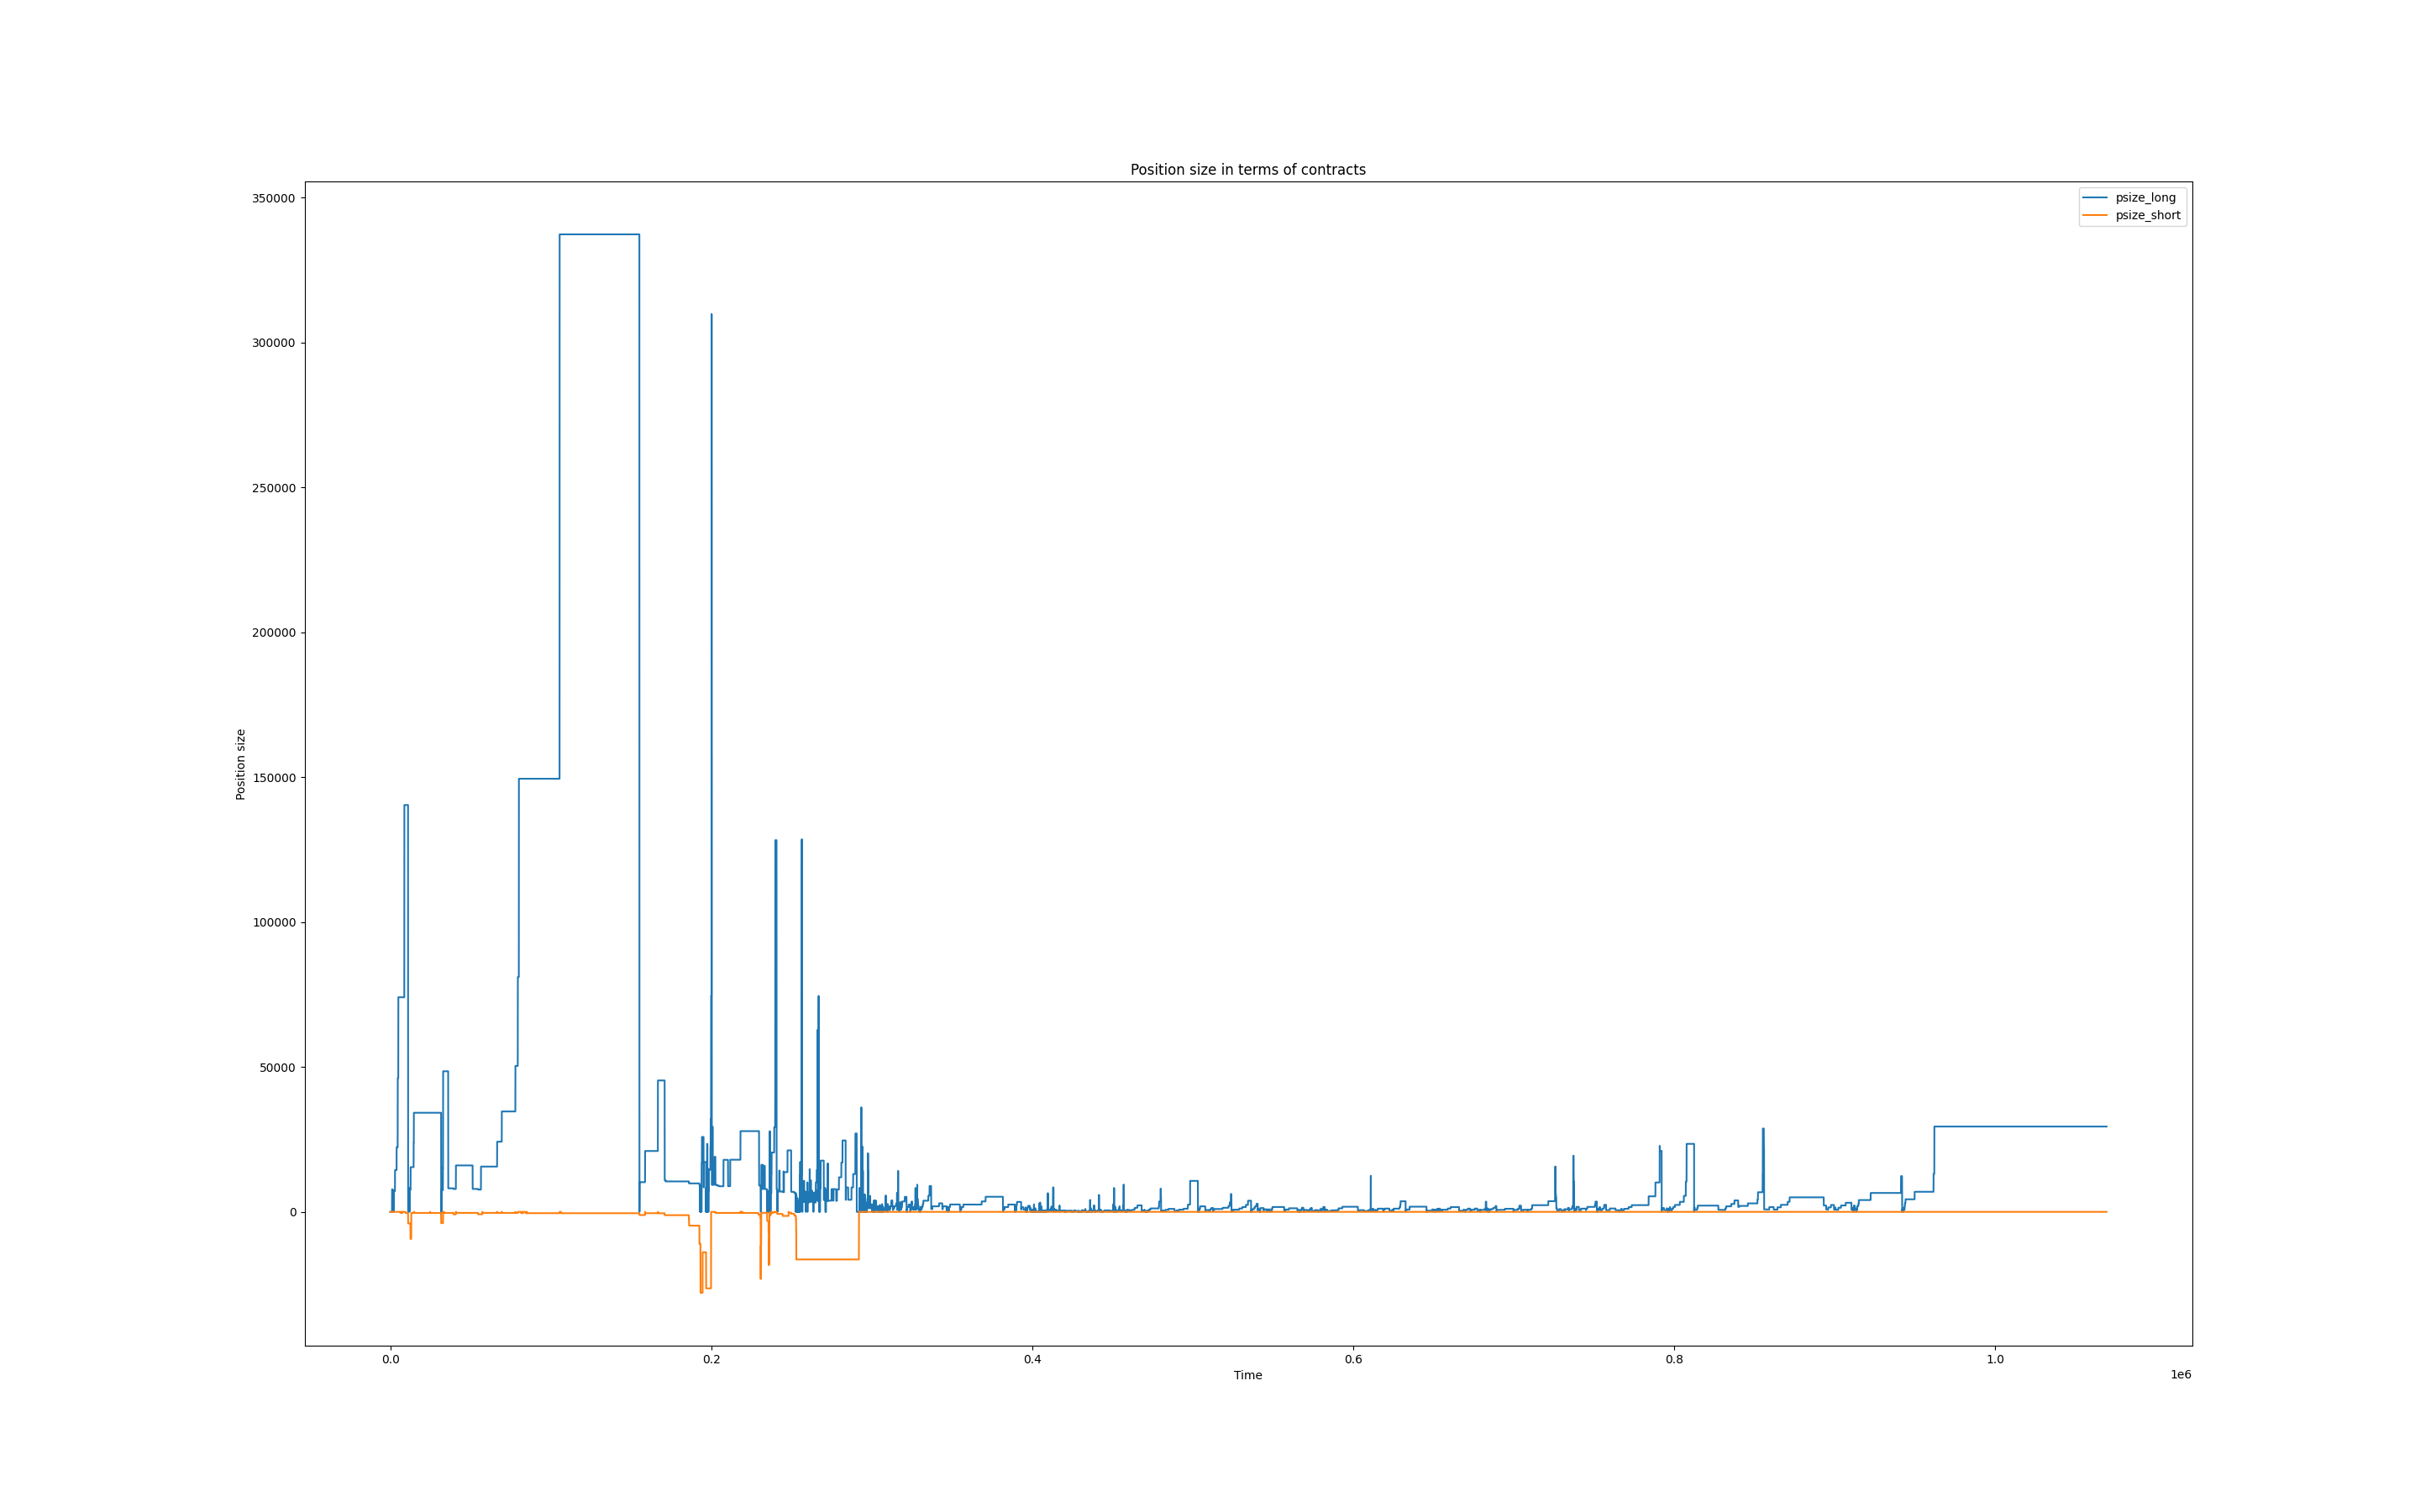 Position size in terms of contracts
psize_long
psize_short
350000
300000
250000
200000
150000
100000
50000
0
Position size
0.0 0.2 0.4 0.6 0.8 1.0
Time
1e6